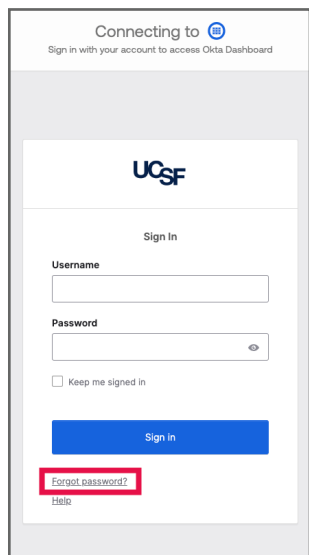 Connecting to
Sign in with your account to access Okta Dashboard
UCSF
Sign In
Username
Password
Keep me signed in
Sign in
Forgot password?
Help